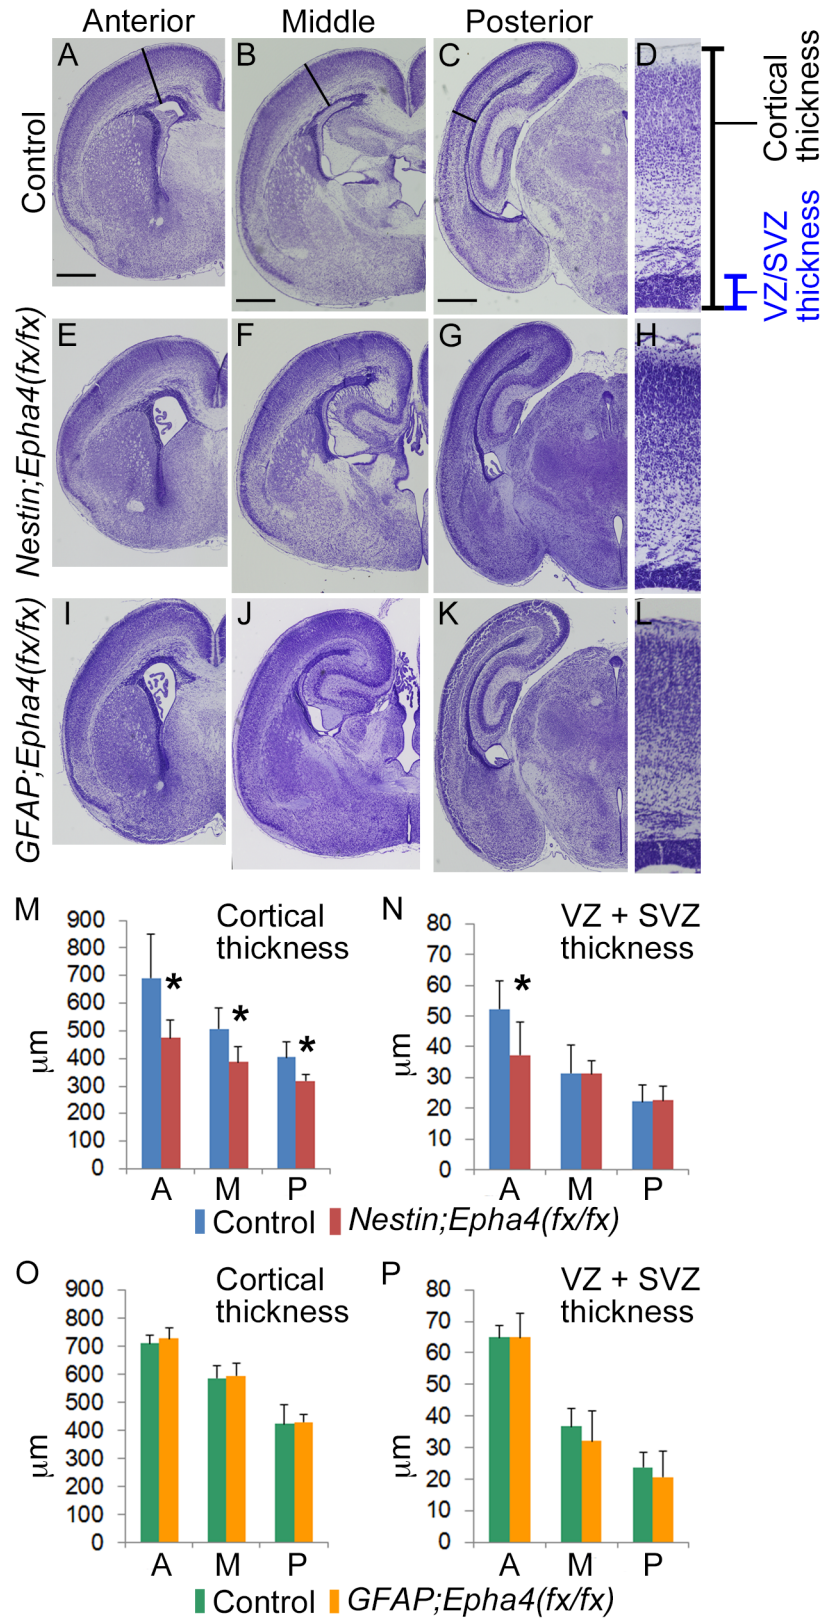 Anterior Middle Posterior
A B C D
Control
Cortical
thickness
VZ/SVZ
thickness
E F G H
Nestin;Epha4(fx/fx)
I J K L
GFAP;Epha4(fx/fx)
M Cortical
thickness
900
800
700
600
500
400
300
200
100
0
μm
* * *
A M P
N VZ + SVZ
thickness
80
70
60
50
40
30
20
10
0
μm
*
A M P
Control Nestin;Epha4(fx/fx)
O Cortical
thickness
900
800
700
600
500
400
300
200
100
0
μm
A M P
P VZ + SVZ
thickness
80
70
60
50
40
30
20
10
0
μm
A M P
Control GFAP;Epha4(fx/fx)